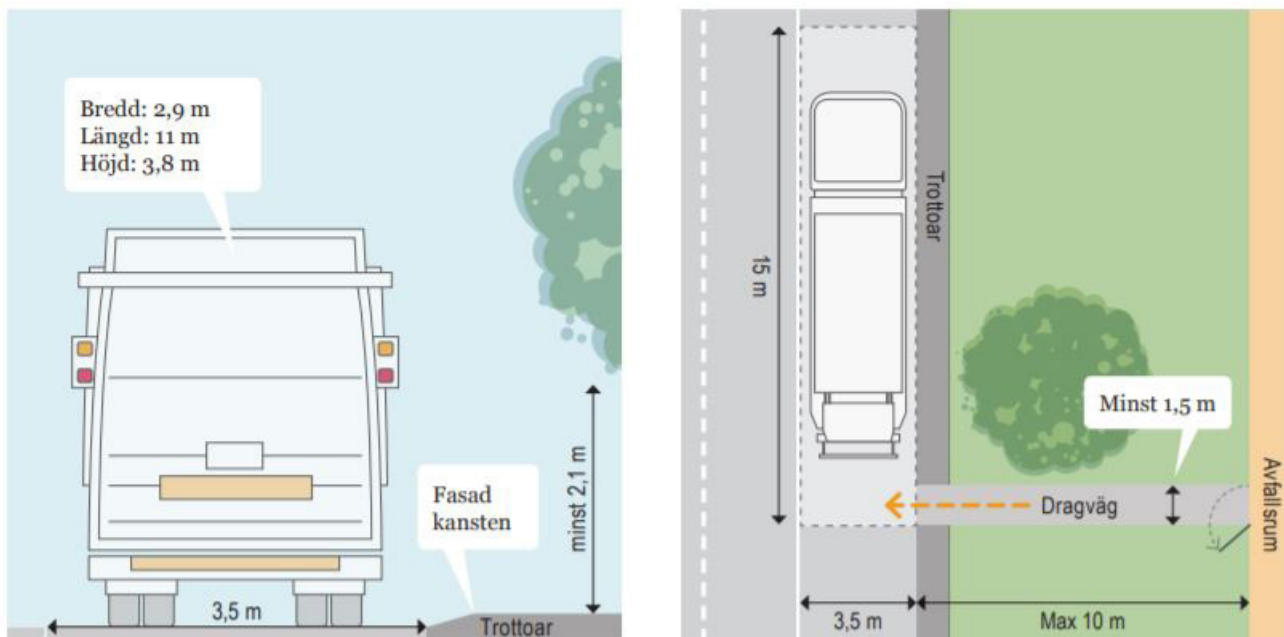 Bredd: 2,9 m
Längd: 11 m
Höjd: 3,8 m
Fasad
kansten
minst 2,1 m
3,5 m
Trottoar
15 m
Trottoar
Minst 1,5 m
Dragväg
Avfallsrum
3,5 m
Max 10 m